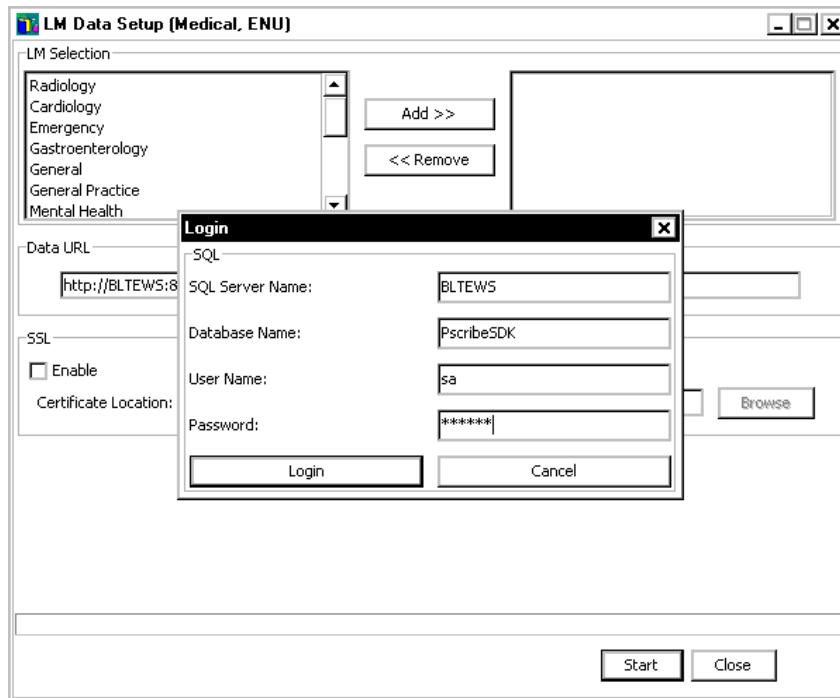 LM Data Setup (Medical, ENU)
LM Selection
Radiology
Cardiology
Emergency
Gastroenterology
General
General Practice
Mental Health
Add >>
<< Remove
Data URL
http://BLTEWS:8
SSL
Enable
Certificate Location:
Browse
Login
SQL
SQL Server Name:
BLTEWS
Database Name:
PscribeSDK
User Name:
sa
Password:
******
Login
Cancel
Start
Close